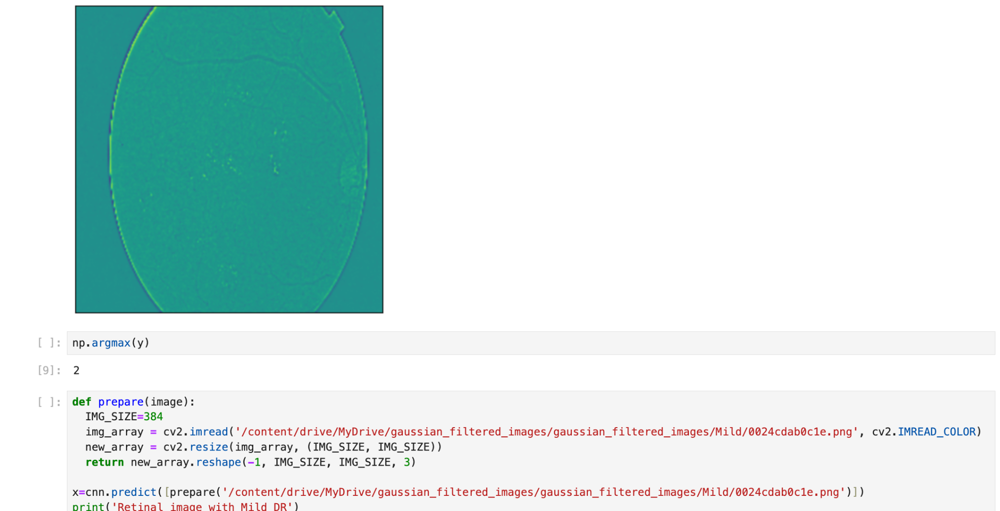 [ ]: np.argmax(y)
[9]: 2
[ ]: def prepare(image):
  IMG_SIZE=384
  img_array = cv2.imread('/content/drive/MyDrive/gaussian_filtered_images/gaussian_filtered_images/Mild/0024cdab0c1e.png', cv2.IMREAD_COLOR)
  new_array = cv2.resize(img_array, (IMG_SIZE, IMG_SIZE))
  return new_array.reshape(-1, IMG_SIZE, IMG_SIZE, 3)
x=cnn.predict([prepare('/content/drive/MyDrive/gaussian_filtered_images/gaussian_filtered_images/Mild/0024cdab0c1e.png')])
print('Retinal image with Mild DR')